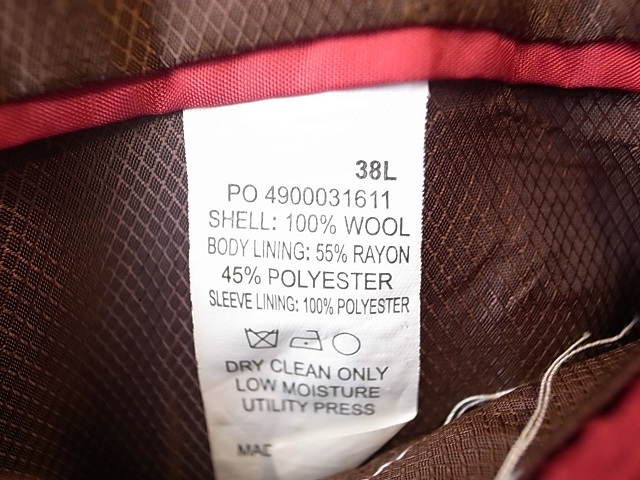 38L
PO 4900031611
SHELL: 100% WOOL
BODY LINING: 55% RAYON
45% POLYESTER
SLEEVE LINING: 100% POLYESTER
DRY CLEAN ONLY
LOW MOISTURE
UTILITY PRESS